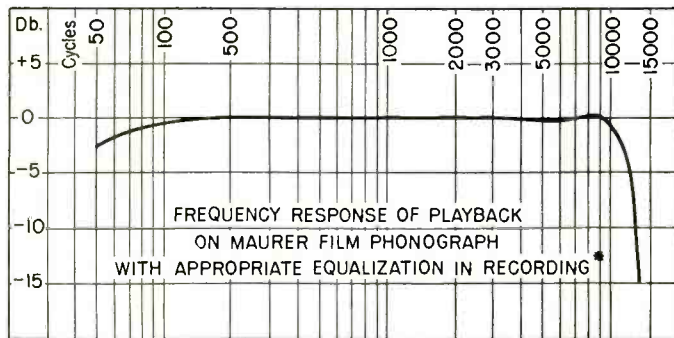 Db.
Cycles
50
100
500
1000
2000
3000
5000
10000
15000
+5
0
-5
-10
-15
FREQUENCY RESPONSE OF PLAYBACK
ON MAURER FILM PHONOGRAPH
WITH APPROPRIATE EQUALIZATION IN RECORDING *